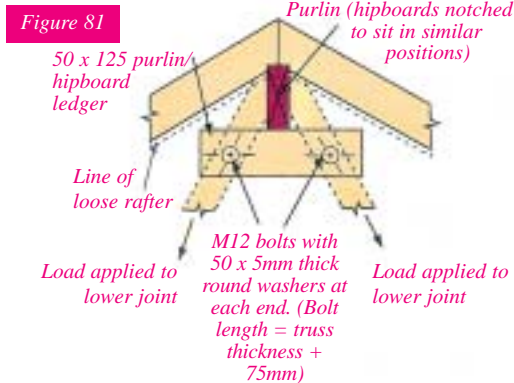 Figure 81
Purlin (hipboards notched
to sit in similar
positions)
50 x 125 purlin/
hipboard
ledger
Line of
loose rafter
Load applied to
lower joint
M12 bolts with
50 x 5mm thick
round washers at
each end. (Bolt
length = truss
thickness +
75mm)
Load applied to
lower joint